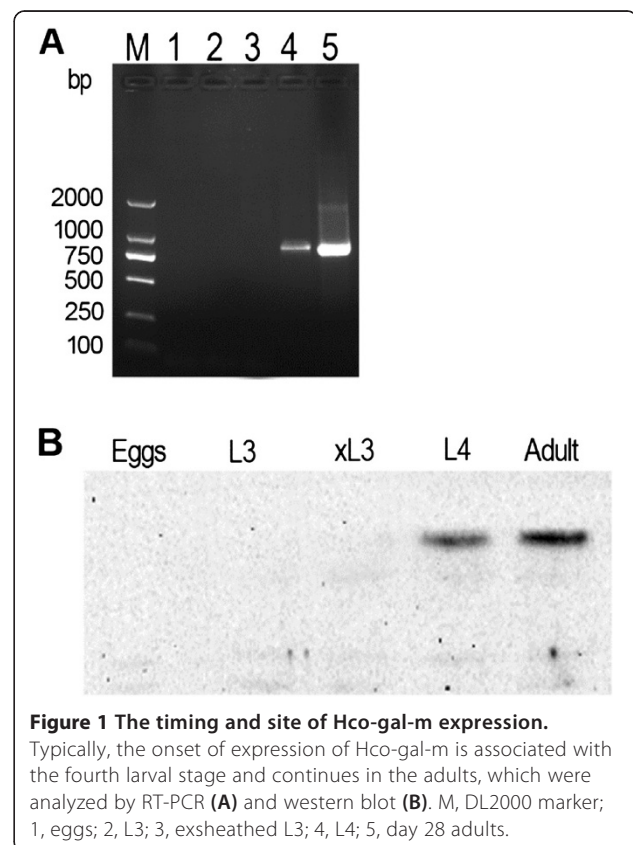 A
M 1 2 3 4 5
bp
2000
1000
750
500
250
100
B
Eggs L3 xL3 L4 Adult
Figure 1 The timing and site of Hco-gal-m expression.
Typically, the onset of expression of Hco-gal-m is associated with
the fourth larval stage and continues in the adults, which were
analyzed by RT-PCR (A) and western blot (B). M, DL2000 marker;
1, eggs; 2, L3; 3, exsheathed L3; 4, L4; 5, day 28 adults.